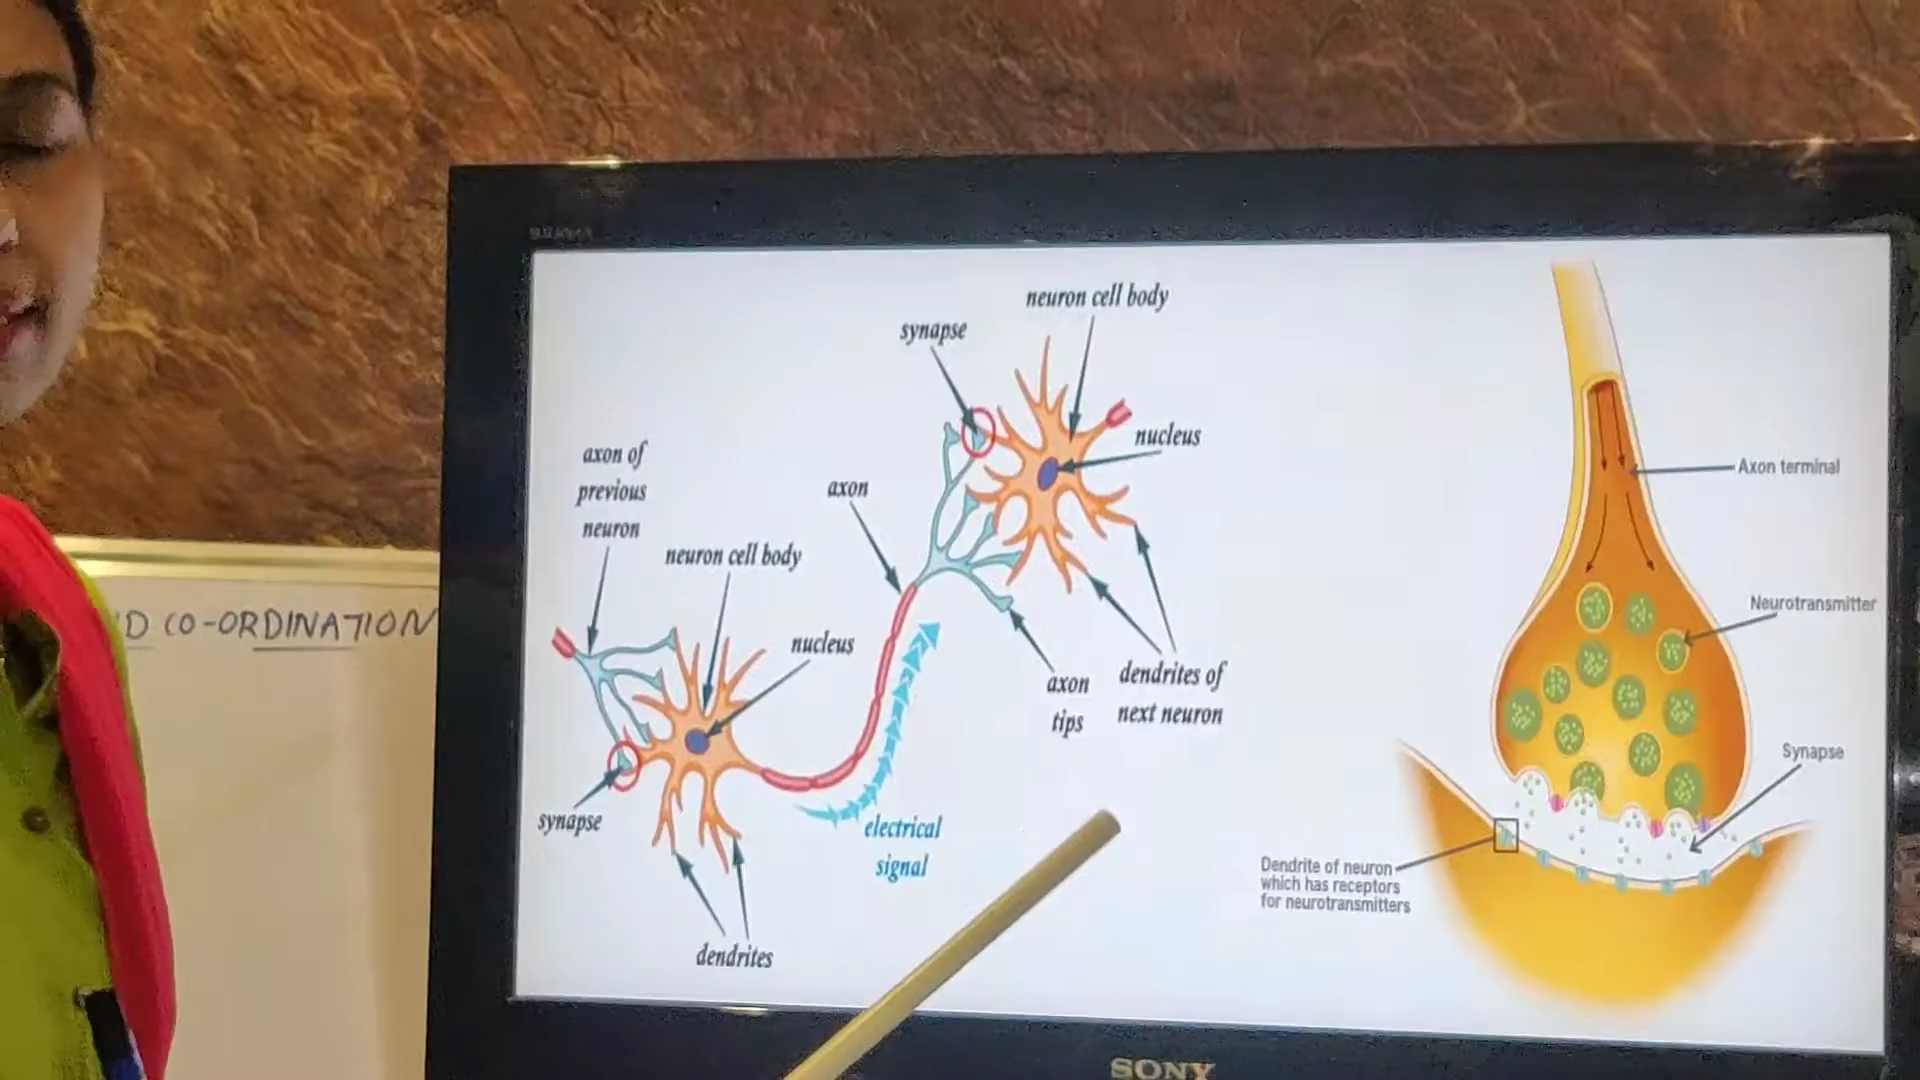 BRAVIA
neuron cell body
synapse
nucleus
axon of
previous
neuron
axon
neuron cell body
nucleus
axon
tips
dendrites of
next neuron
synapse
electrical
signal
dendrites
Axon terminal
Neurotransmitter
Synapse
Dendrite of neuron
which has receptors
for neurotransmitters
D CO-ORDINATION
SONY